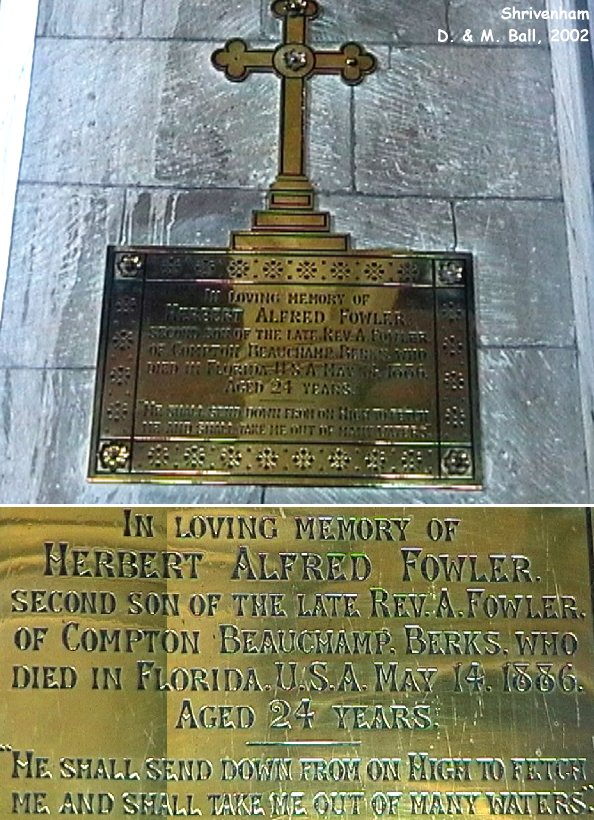 Shrivenham
D. & M. Ball, 2002
IN LOVING MEMORY OF
HERBERT ALFRED FOWLER
SECOND SON OF THE LATE REV. A. FOWLER
OF COMPTON BEAUCHAMP, BERKS, WHO
DIED IN FLORIDA. U.S.A. MAY 14. 1886.
AGED 24 YEARS.
"HE SHALL SEND DOWN FROM ON HIGH TO FETCH
ME AND SHALL TAKE ME OUT OF MANY WATERS".
IN LOVING MEMORY OF
HERBERT ALFRED FOWLER.
SECOND SON OF THE LATE REV. A. FOWLER.
OF COMPTON BEAUCHAMP. BERKS. WHO
DIED IN FLORIDA. U.S.A. MAY 14. 1886.
AGED 24 YEARS.
"HE SHALL SEND DOWN FROM ON HIGH TO FETCH
ME AND SHALL TAKE ME OUT OF MANY WATERS".